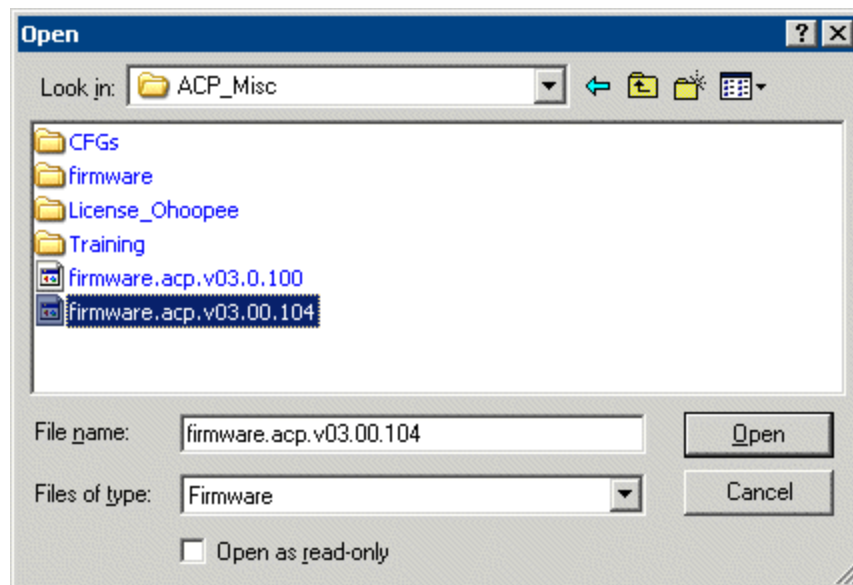 Open
Look in: ACP_Misc
CFGs
firmware
License_Ohoopee
Training
firmware.acp.v03.0.100
firmware.acp.v03.00.104
File name: firmware.acp.v03.00.104 Open
Files of type: Firmware Cancel
Open as read-only